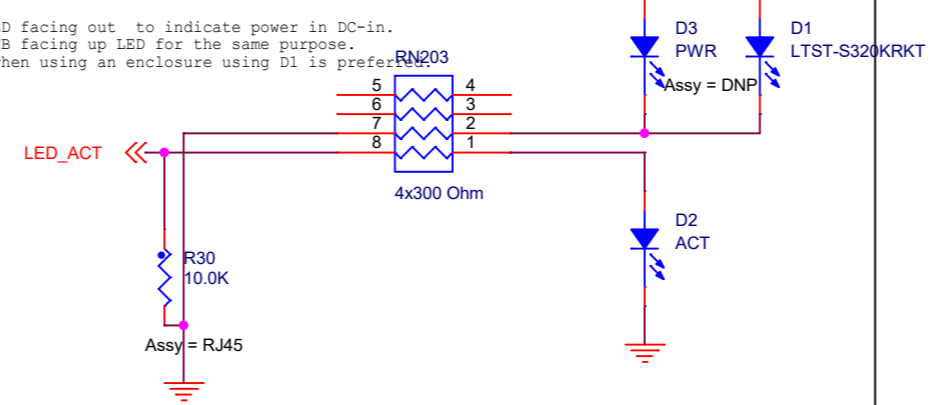 D facing out  to indicate power in DC-in.
B facing up LED for the same purpose.
hen using an enclosure using D1 is preferred.
D3
PWR
Assy = DNP
D1
LTST-S320KRKT
RN203
5 4
6 3
7 2
8 1
4x300 Ohm
LED_ACT
D2
ACT
R30
10.0K
Assy = RJ45